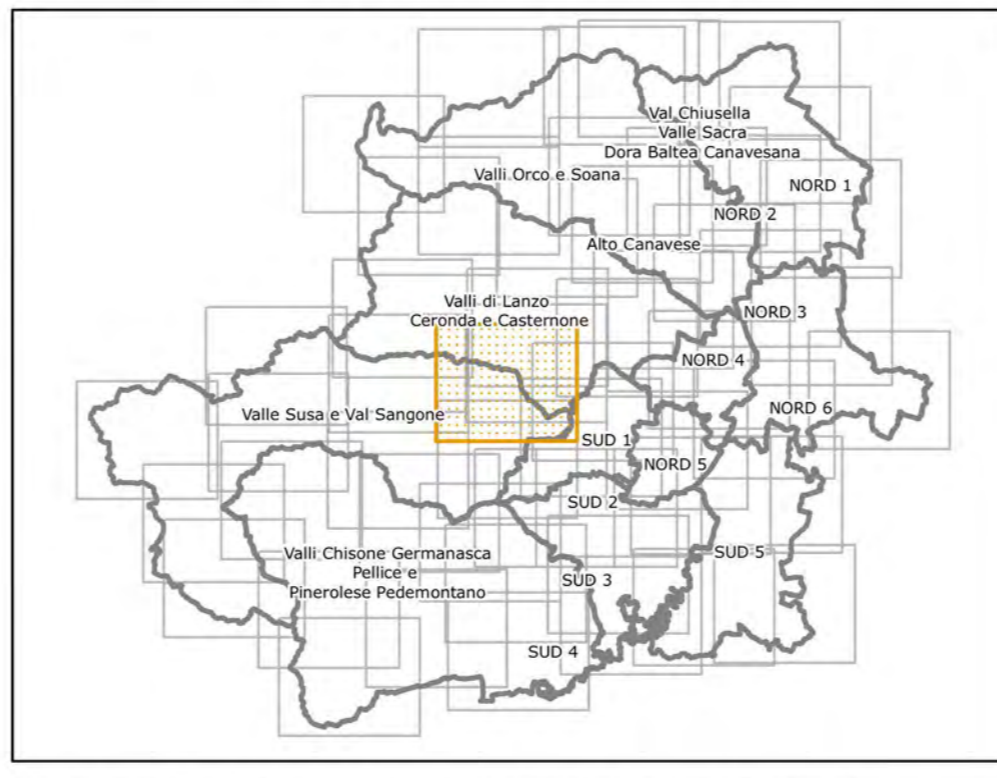 Val Chiusella
Valle Sacra
Dora Baltea Canavesana
Valli Orco e Soana
NORD 1
NORD 2
Alto Canavese
Valli di Lanzo
Ceronda e Casternone
NORD 3
NORD 4
Valle Susa e Val Sangone
NORD 6
SUD 1
NORD 5
SUD 2
Valli Chisone Germanasca
Pellice e
Pinerolese Pedemontano
SUD 5
SUD 3
SUD 4